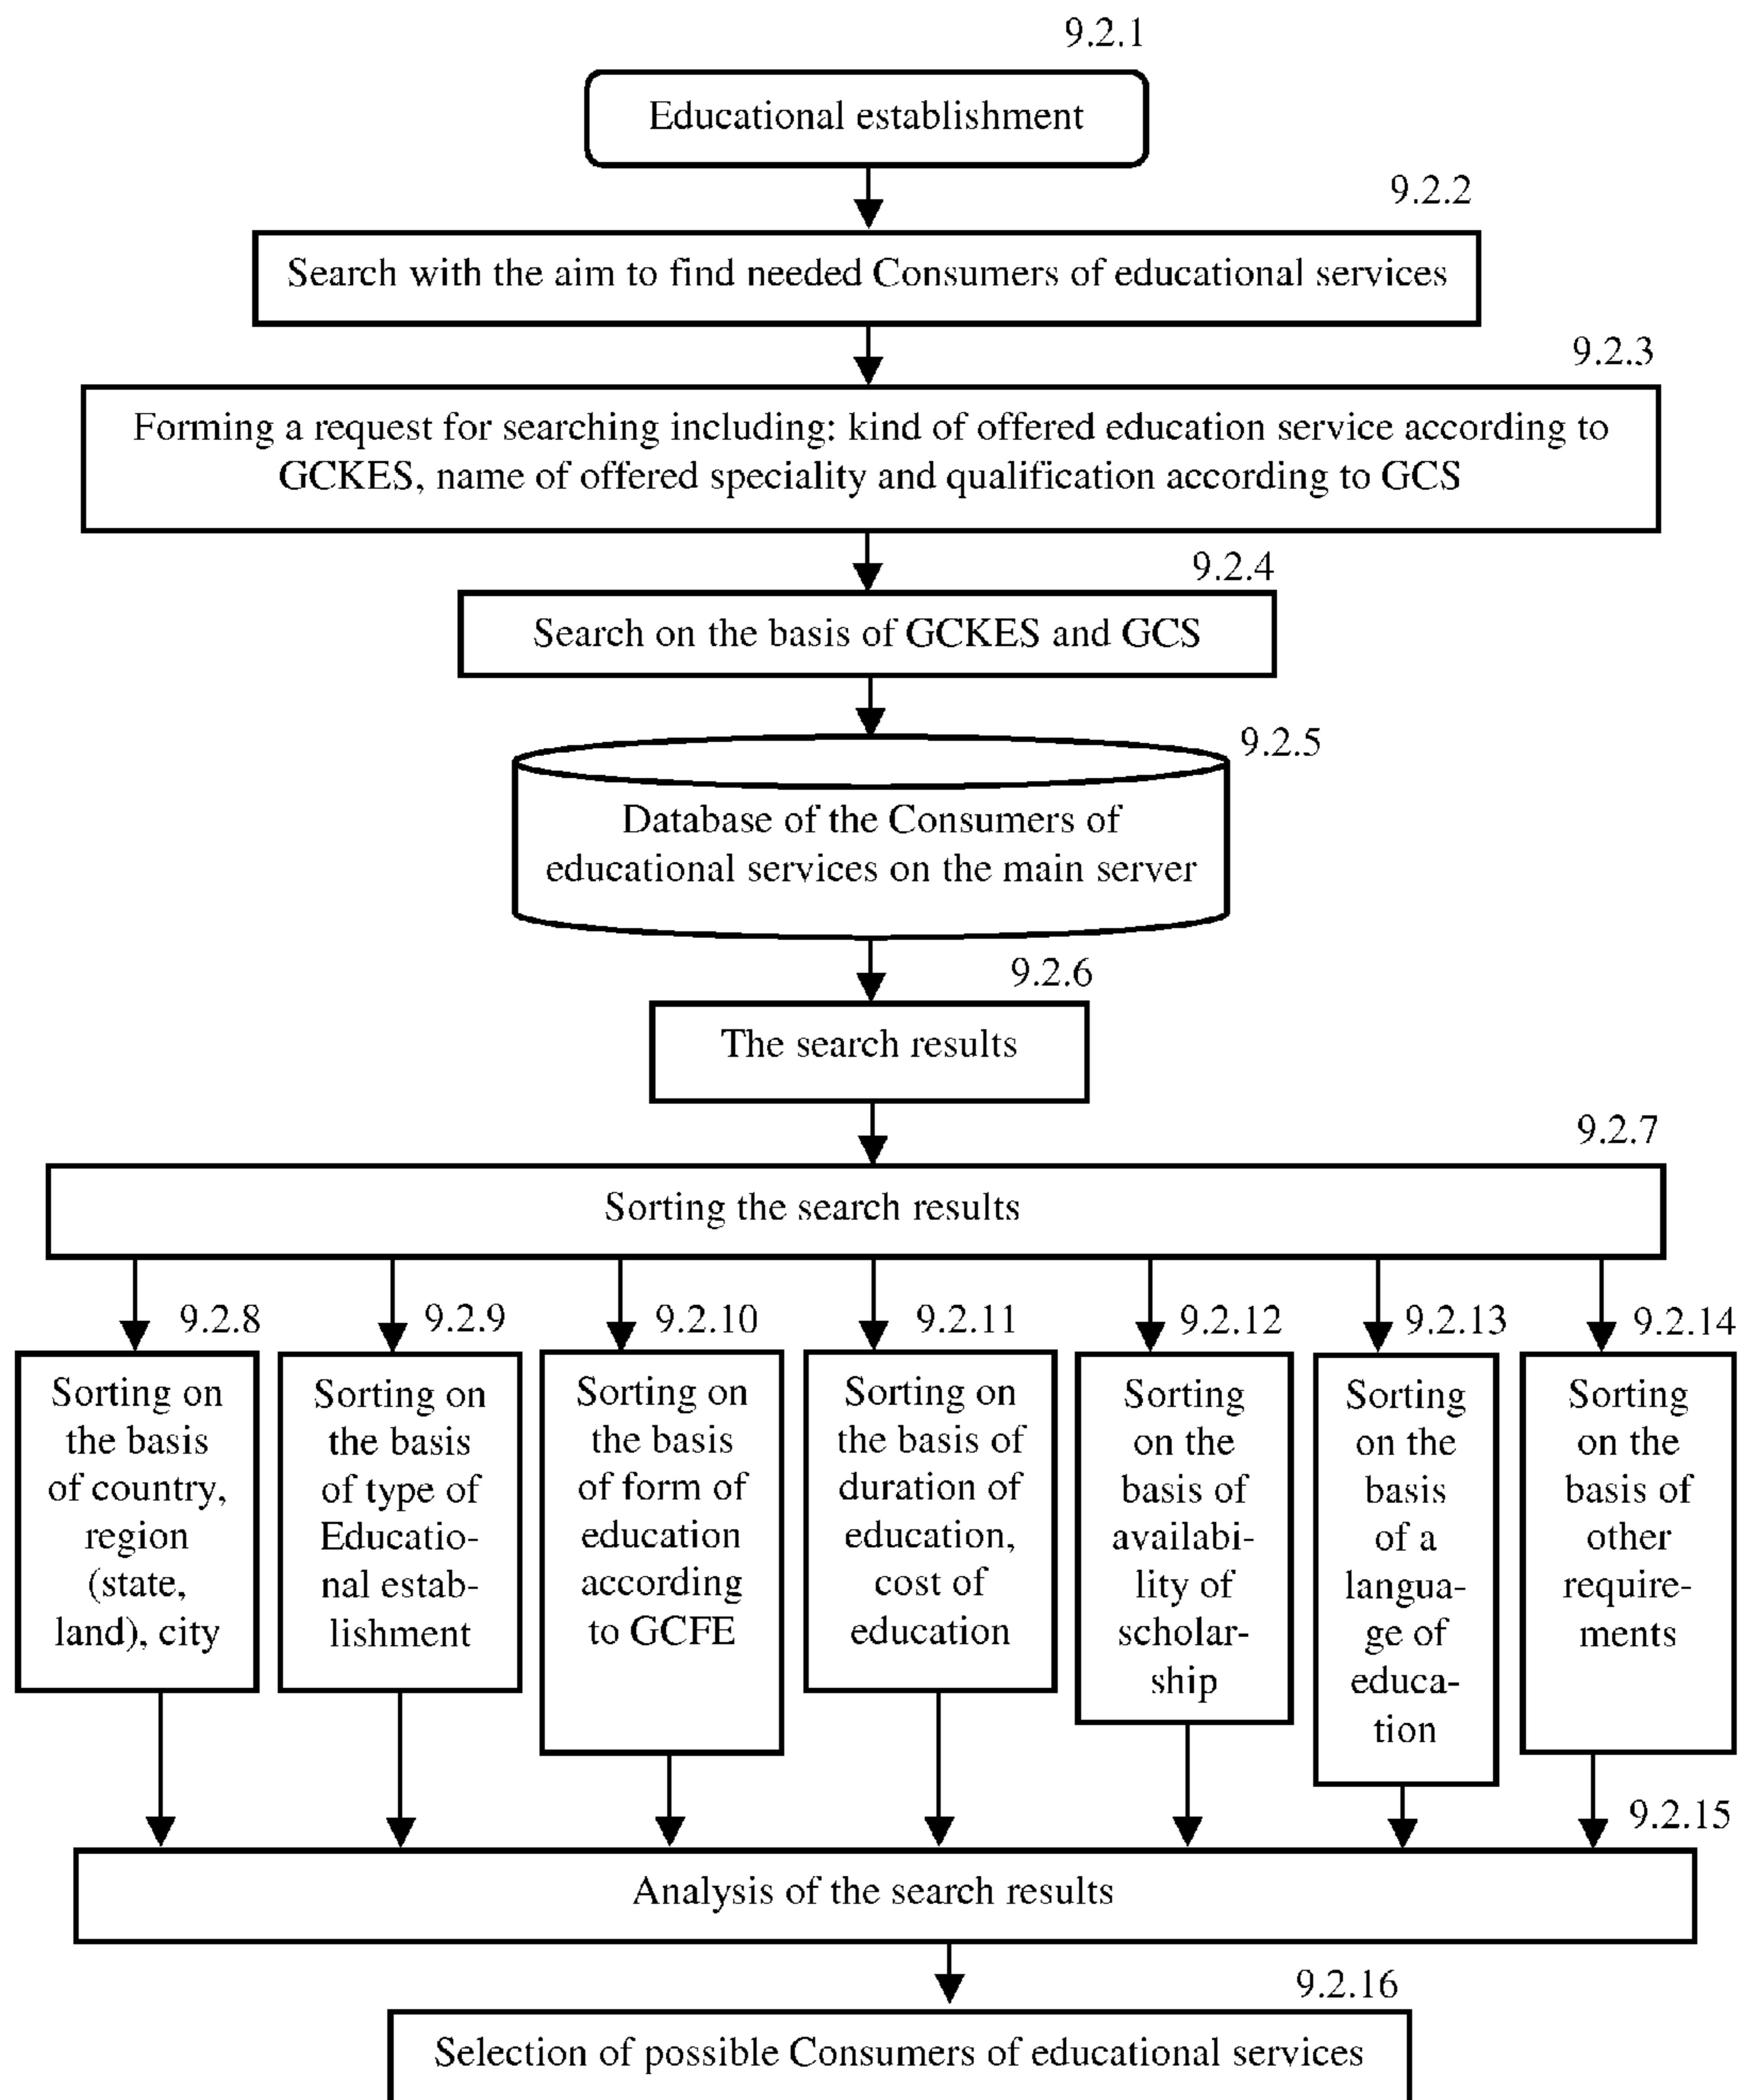 9.2.1
Educational establishment
9.2.2
Search with the aim to find needed Consumers of educational services
9.2.3
Forming a request for searching including: kind of offered education service according to
GCKES, name of offered speciality and qualification according to GCS
9.2.4
Search on the basis of GCKES and GCS
9.2.5
Database of the Consumers of
educational services on the main server
9.2.6
The search results
9.2.7
Sorting the search results
9.2.8
Sorting on
the basis
of country,
region
(state,
land), city
9.2.9
Sorting on
the basis
of type of
Educatio-
nal estab-
lishment
9.2.10
Sorting on
the basis
of form of
education
according
to GCFE
9.2.11
Sorting on
the basis of
duration of
education,
cost of
education
9.2.12
Sorting
on the
basis of
availabi-
lity of
scholar-
ship
9.2.13
Sorting
on the
basis
of a
langua-
ge of
educa-
tion
9.2.14
Sorting
on the
basis of
other
require-
ments
9.2.15
Analysis of the search results
9.2.16
Selection of possible Consumers of educational services